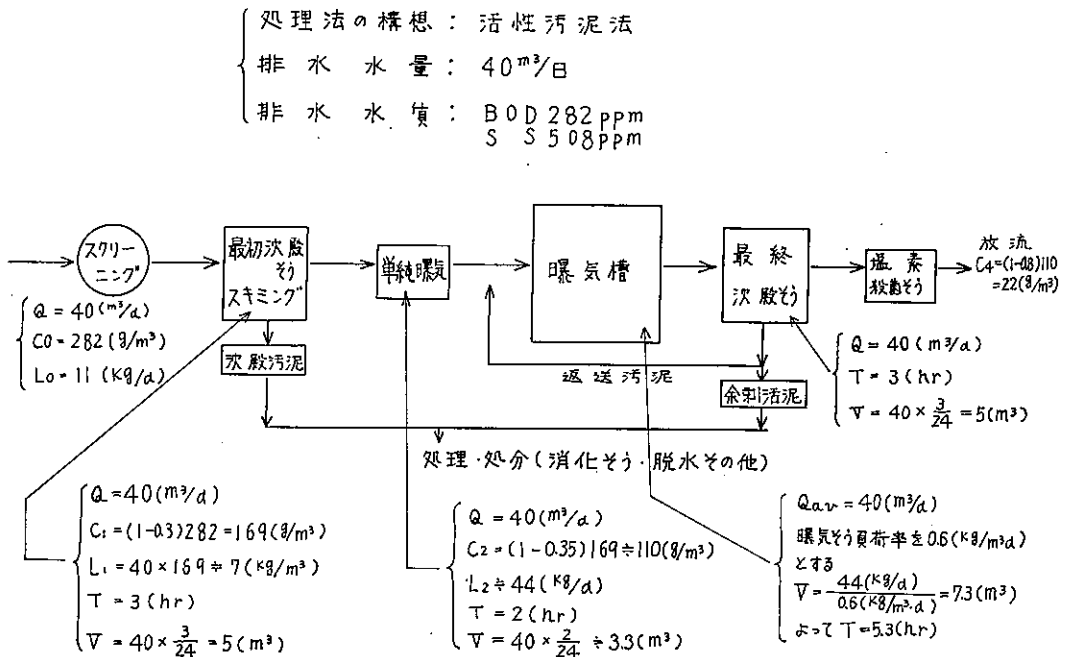 処理法の構想：活性汚泥法
排水水量：40m³/日
排水水質：BOD 282ppm
SS 508ppm
スクリーニング
最初沈殿そう
スキミング
単純曝気
曝気槽
最終沈殿そう
塩素殺菌そう
放流
C4=(1-0.8)110
=22(g/m³)
Q=40(m³/d)
C0=282(g/m³)
L0=11(Kg/d)
沈殿汚泥
返送汚泥
余剰汚泥
Q=40(m³/d)
T=3(hr)
V=40×3/24=5(m³)
処理・処分(消化そう・脱水その他)
Q=40(m³/d)
C1=(1-0.3)282=169(g/m³)
L1=40×169≑7(Kg/m³)
T=3(hr)
V=40×3/24=5(m³)
Q=40(m³/d)
C2=(1-0.35)169≑110(g/m³)
L2≑44(Kg/d)
T=2(hr)
V=40×2/24≑3.3(m³)
Qav=40(m³/d)
曝気そう負荷率を0.6(Kg/m³d)
とする
V=44(Kg/d)/0.6(Kg/m³·d)=7.3(m³)
よってT=5.3(hr)